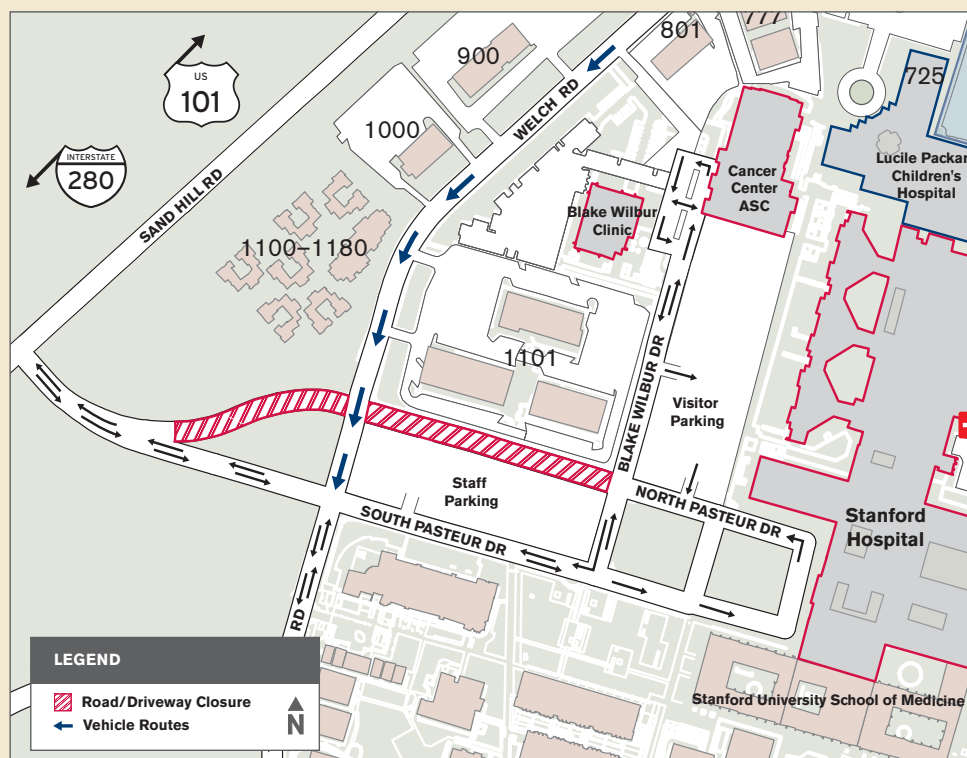 777
801
900
725
US
101
WELCH RD
1000
INTERSTATE
280
SAND HILL RD
Cancer
Center
ASC
Lucile Packar
Children's
Hospital
Blake Wilbur
Clinic
1100–1180
1101
BLAKE WILBUR DR
Visitor
Parking
Staff
Parking
NORTH PASTEUR DR
SOUTH PASTEUR DR
Stanford
Hospital
RD
LEGEND
Road/Driveway Closure
Vehicle Routes
N
Stanford University School of Medicine